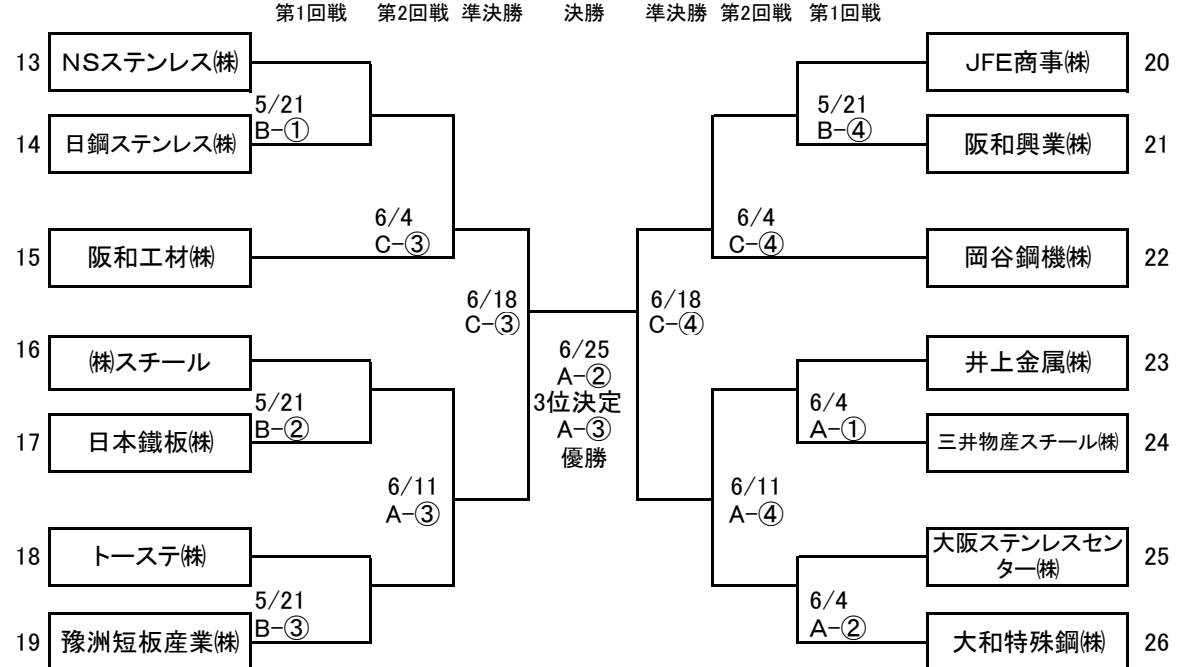 第1回戦 第2回戦 準決勝 決勝 準決勝 第2回戦 第1回戦
13 NSステンレス㈱
5/21
B-①
14 日鋼ステンレス㈱
6/4
C-③
15 阪和工材㈱
6/18
C-③
16 ㈱スチール
5/21
B-②
17 日本鐵板㈱
6/11
A-③
18 トーステ㈱
5/21
B-③
19 豫洲短板産業㈱
6/25
A-②
3位決定
A-③
優勝
JFE商事㈱ 20
5/21
B-④
阪和興業㈱ 21
6/4
C-④
岡谷鋼機㈱ 22
6/18
C-④
井上金属㈱ 23
6/4
A-①
三井物産スチール㈱ 24
6/11
A-④
大阪ステンレスセン
ター㈱ 25
6/4
A-②
大和特殊鋼㈱ 26